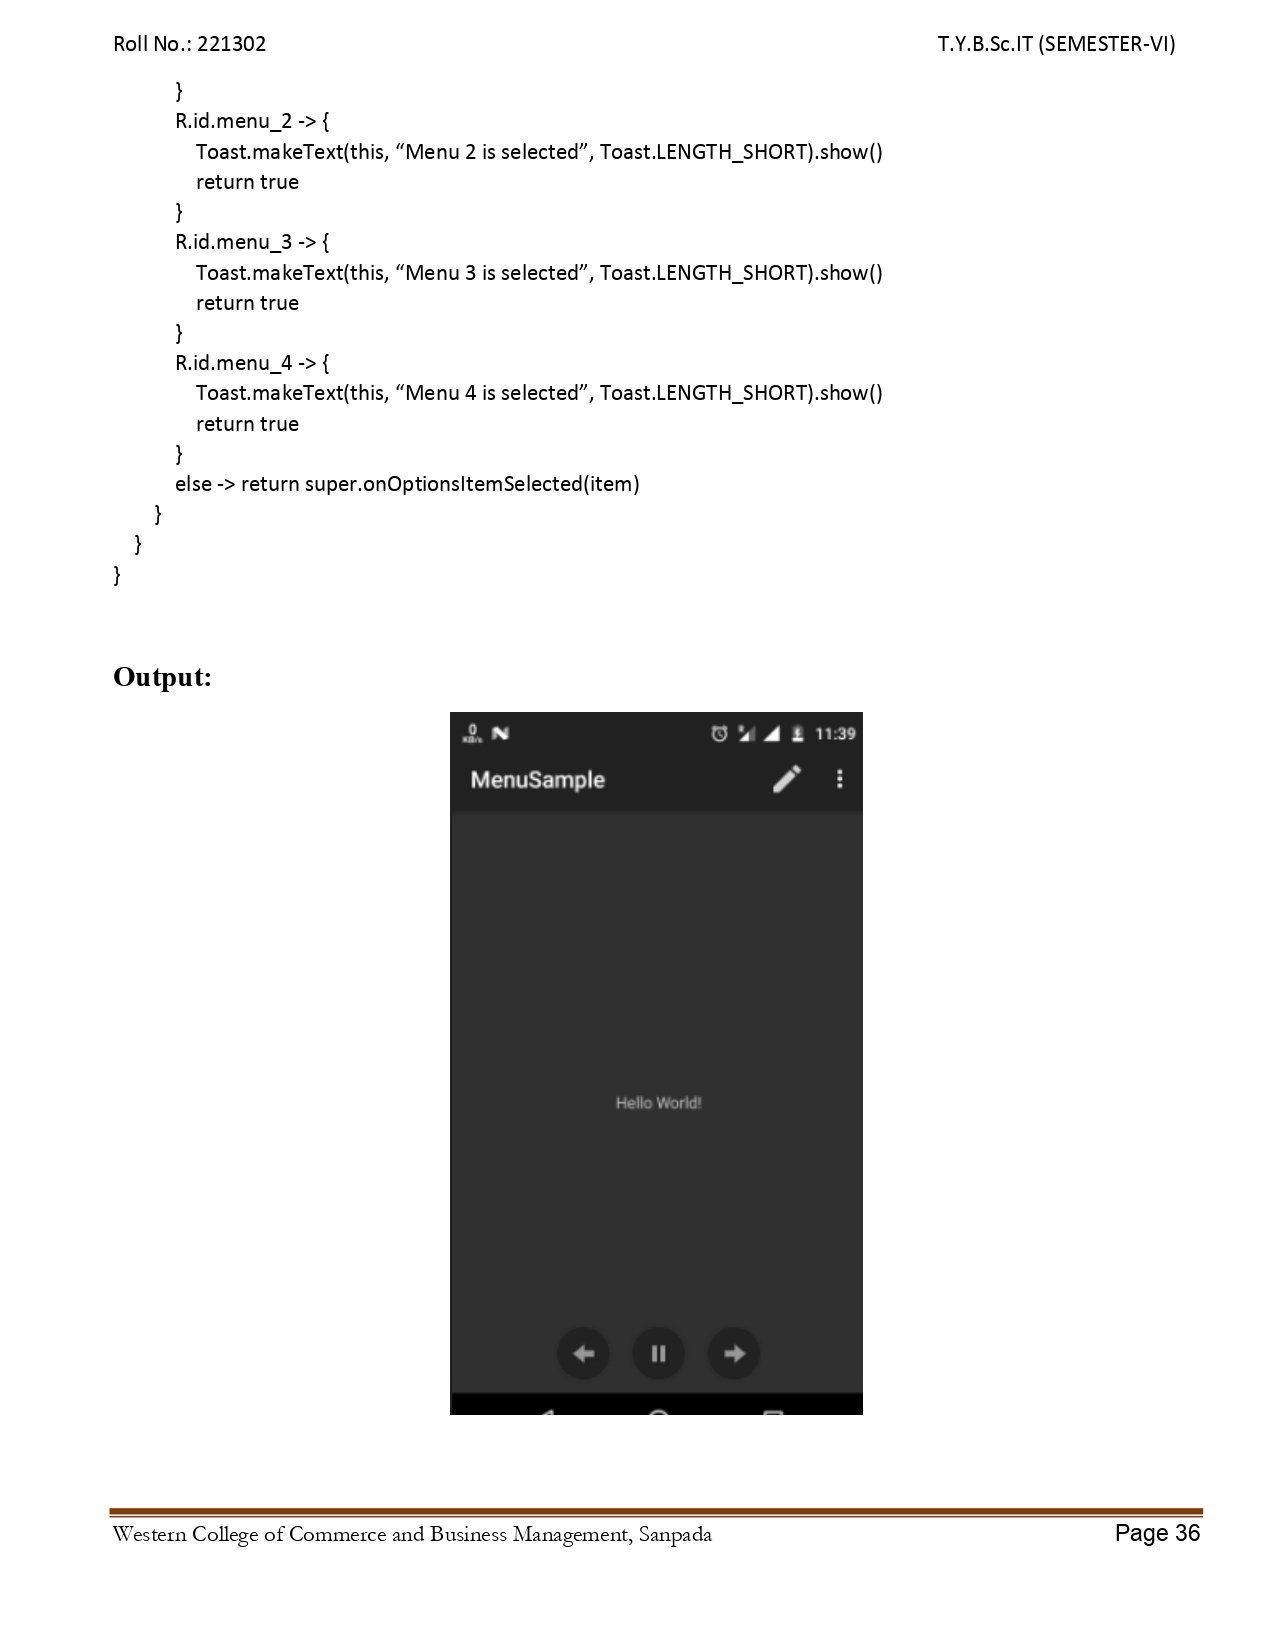 Roll No.: 221302 T.Y.B.Sc.IT (SEMESTER-VI)
}
R.id.menu_2 -> {
Toast.makeText(this, “Menu 2 is selected”, Toast.LENGTH_SHORT).show()
return true
}
R.id.menu_3 -> {
Toast.makeText(this, “Menu 3 is selected”, Toast.LENGTH_SHORT).show()
return true
}
R.id.menu_4 -> {
Toast.makeText(this, “Menu 4 is selected”, Toast.LENGTH_SHORT).show()
return true
}
else -> return super.onOptionsItemSelected(item)
}
}
}
Output:
0 11:39
KB/s
MenuSample
Hello World!
Western College of Commerce and Business Management, Sanpada Page 36